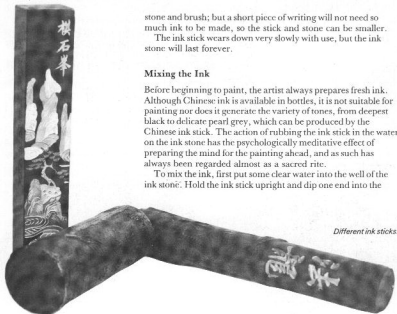 stone and brush; but a short piece of writing will not need so
much ink to be made, so the stick and stone can be smaller.
The ink stick wears down very slowly with use, but the ink
stone will last forever.
Mixing the Ink
Before beginning to paint, the artist always prepares fresh ink.
Although Chinese ink is available in bottles, it is not suitable for
painting nor does it generate the variety of tones, from deepest
black to delicate pearl grey, which can be produced by the
Chinese ink stick. The action of rubbing the ink stick in the water
on the ink stone has the psychologically meditative effect of
preparing the mind for the painting ahead, and as such has
always been regarded almost as a sacred rite.
To mix the ink, first put some clear water into the well of the
ink stone. Hold the ink stick upright and dip one end into the
Different ink sticks
石